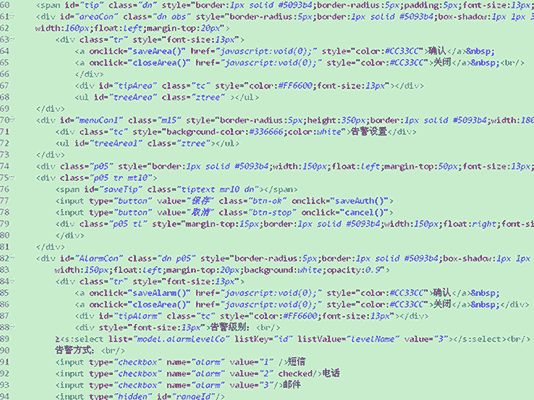 60 <span id="tip" class="dn" style="border:1px solid #5093b4;border-radius:5px;padding:5px;font-size:13px;
61 <div id="areaCon" class="dn obs" style="border-radius:5px;border:1px solid #5093b4;box-shadow:1px 1px
62 width:160px;float:left;margin-top:20px">
63 <div class="tr" style="font-size:13px">
64 <a onclick="saveArea()" href="javascript:void(0);" style="color:#CC33CC">确认</a>&nbsp;
65 <a onclick="closeArea()" href="javascript:void(0);" style="color:#CC33CC">关闭</a>&nbsp;<br/>
66 </div>
67 <div id="tipArea" class="tc" style="color:#FF6600;font-size:13px"></div>
68 <ul id="treeArea" class="ztree" ></ul>
69 </div>
70 <div id="menuCon1" class="ml5" style="border-radius:5px;height:350px;border:1px solid #5093b4;width:180
71 <div class="tc" style="background-color:#336666;color:white">告警设置</div>
72 <ul id="treeArea1" class="ztree"></ul>
73 </div>
74 <div class="p05" style="border:1px solid #5093b4;width:150px;float:left;margin-top:50px;font-size:13px;
75 <div class="p05 tr mt10">
76 <span id="saveTip" class="tiptext mr10 dn"></span>
77 <input type="button" value="保存" class="btn-ok" onclick="saveAuth()">
78 <input type="button" value="取消" class="btn-stop" onclick="cancel()">
79 <div class="p05 tl" style="margin-top:15px;border:1px solid #5093b4;width:150px;float:right;font-size
80 </div>
81 </div>
82 <div id="ALarmCon" class="dn p05" style="border-radius:5px;border:1px solid #5093b4;box-shadow:1px 1px
83 width:150px;float:left;margin-top:20px;background:white;opacity:0.9">
84 <div class="tr" style="font-size:13px">
85 <a onclick="saveAlarm()" href="javascript:void(0);" style="color:#CC33CC">确认</a>&nbsp;
86 <a onclick="closeArea()" href="javascript:void(0);" style="color:#CC33CC">关闭</a>&nbsp;</div>
87 <div id="tipAlarm" class="tc" style="color:#FF6600;font-size:13px"></div>
88 <div style="font-size:13px">告警级别: <br/>
89 ≥<s:select list="model.alarmLevelCo" listKey="id" listValue="levelName" value="3"></s:select><br/>
90 告警方式: <br/>
91 <input type="checkbox" name="alarm" value="1" />短信
92 <input type="checkbox" name="alarm" value="2" checked/>电话
93 <input type="checkbox" name="alarm" value="3"/>邮件
94 <input type="hidden" id="rangeId"/>